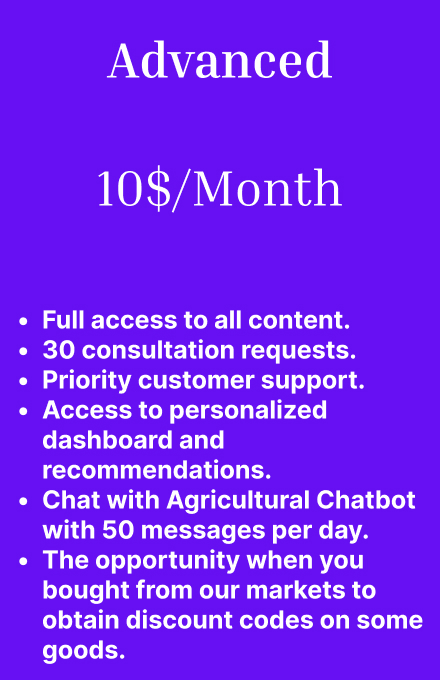 Advanced
10$/Month
• Full access to all content.
• 30 consultation requests.
• Priority customer support.
• Access to personalized
dashboard and
recommendations.
• Chat with Agricultural Chatbot
with 50 messages per day.
• The opportunity when you
bought from our markets to
obtain discount codes on some
goods.